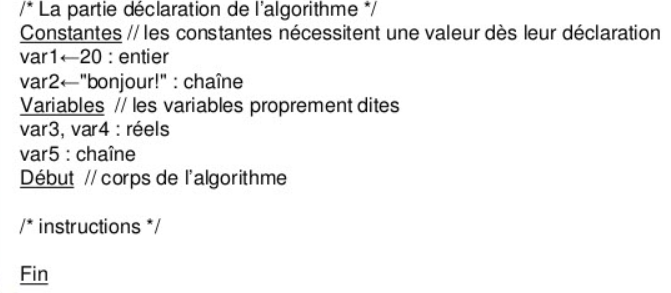 /* La partie déclaration de l'algorithme */
Constantes // les constantes nécessitent une valeur dès leur déclaration
var1←20 : entier
var2←"bonjour!" : chaîne
Variables // les variables proprement dites
var3, var4 : réels
var5 : chaîne
Début // corps de l'algorithme
/* instructions */
Fin